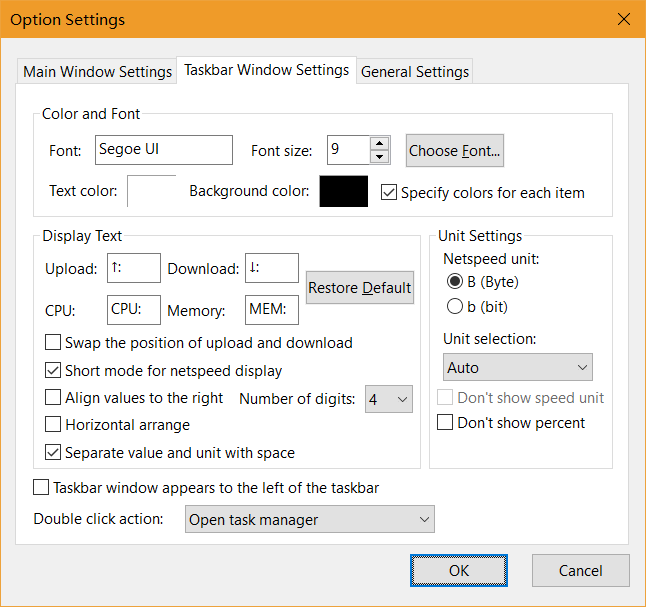 Option Settings
Main Window Settings Taskbar Window Settings General Settings
Color and Font
Font: Segoe UI Font size: 9 Choose Font...
Text color: Background color: Specify colors for each item
Display Text
Upload: ↑: Download: ↓:
Restore Default
CPU: CPU: Memory: MEM:
Swap the position of upload and download
Short mode for netspeed display
Align values to the right Number of digits: 4
Horizontal arrange
Separate value and unit with space
Unit Settings
Netspeed unit:
B (Byte)
b (bit)
Unit selection:
Auto
Don't show speed unit
Don't show percent
Taskbar window appears to the left of the taskbar
Double click action: Open task manager
OK Cancel